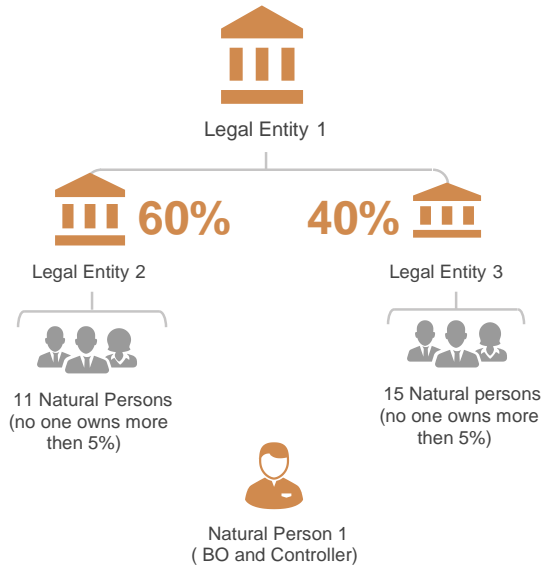 Legal Entity 1
60%
40%
Legal Entity 2
Legal Entity 3
11 Natural Persons
(no one owns more
then 5%)
15 Natural persons
(no one owns more
then 5%)
Natural Person 1
( BO and Controller)